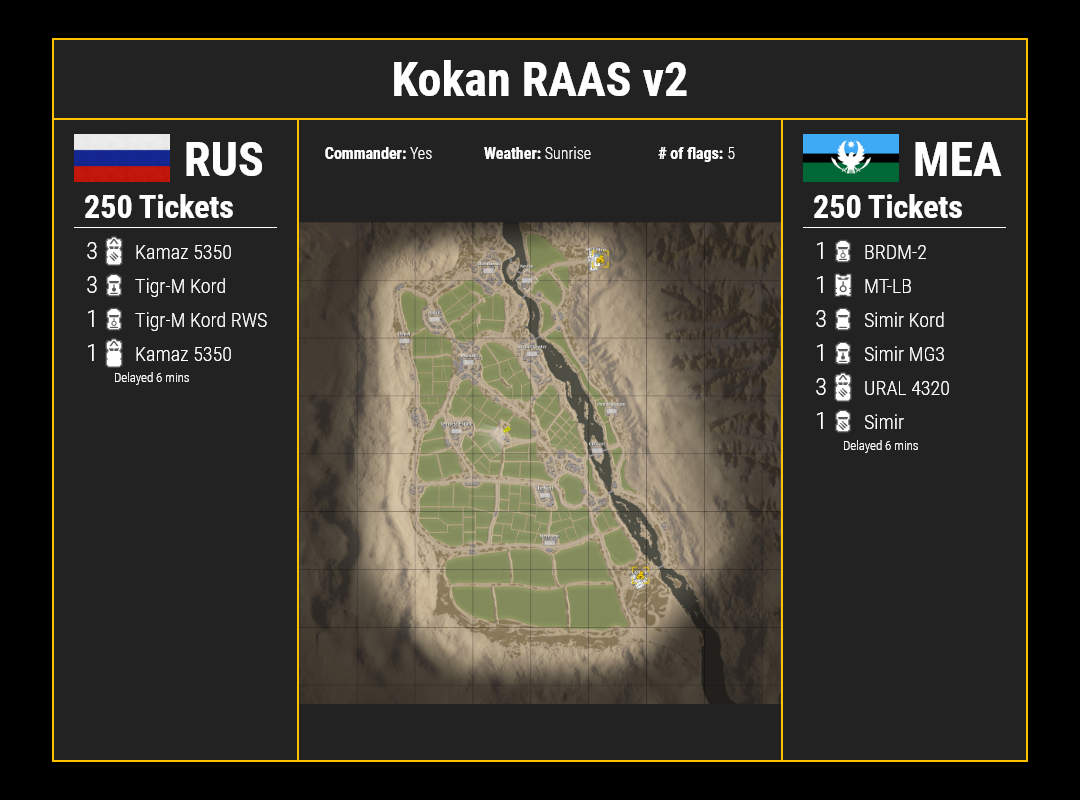 Kokan RAAS v2
RUS
250 Tickets
3 Kamaz 5350
3 Tigr-M Kord
1 Tigr-M Kord RWS
1 Kamaz 5350
Delayed 6 mins
Commander: Yes
Weather: Sunrise
# of flags: 5
MEA
250 Tickets
1 BRDM-2
1 MT-LB
3 Simir Kord
1 Simir MG3
3 URAL 4320
1 Simir
Delayed 6 mins